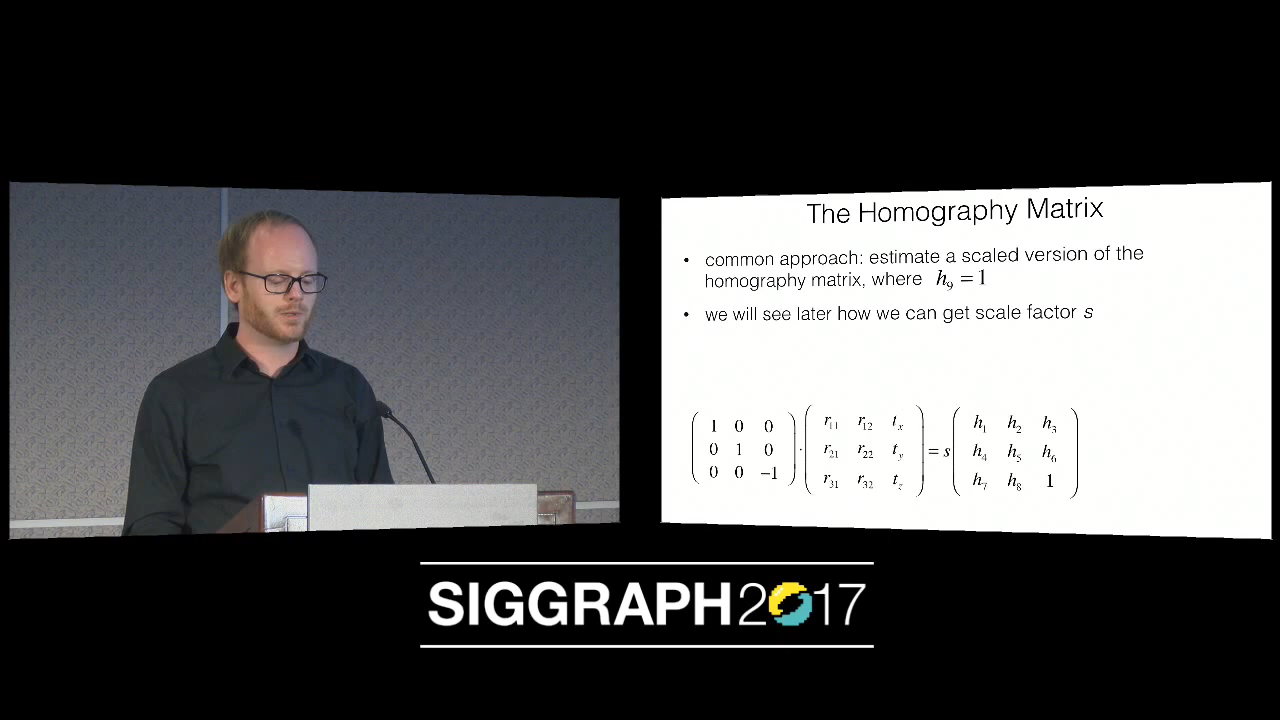 The Homography Matrix
• common approach: estimate a scaled version of the
homography matrix, where h₉ = 1
• we will see later how we can get scale factor s
( 1 0 0 ) ( r₁₁ r₁₂ tₓ ) ( h₁ h₂ h₃ )
( 0 1 0 ) · ( r₂₁ r₂₂ t_y ) = s ( h₄ h₅ h₆ )
( 0 0 −1 ) ( r₃₁ r₃₂ t_z ) ( h₇ h₈ 1 )
SIGGRAPH2017